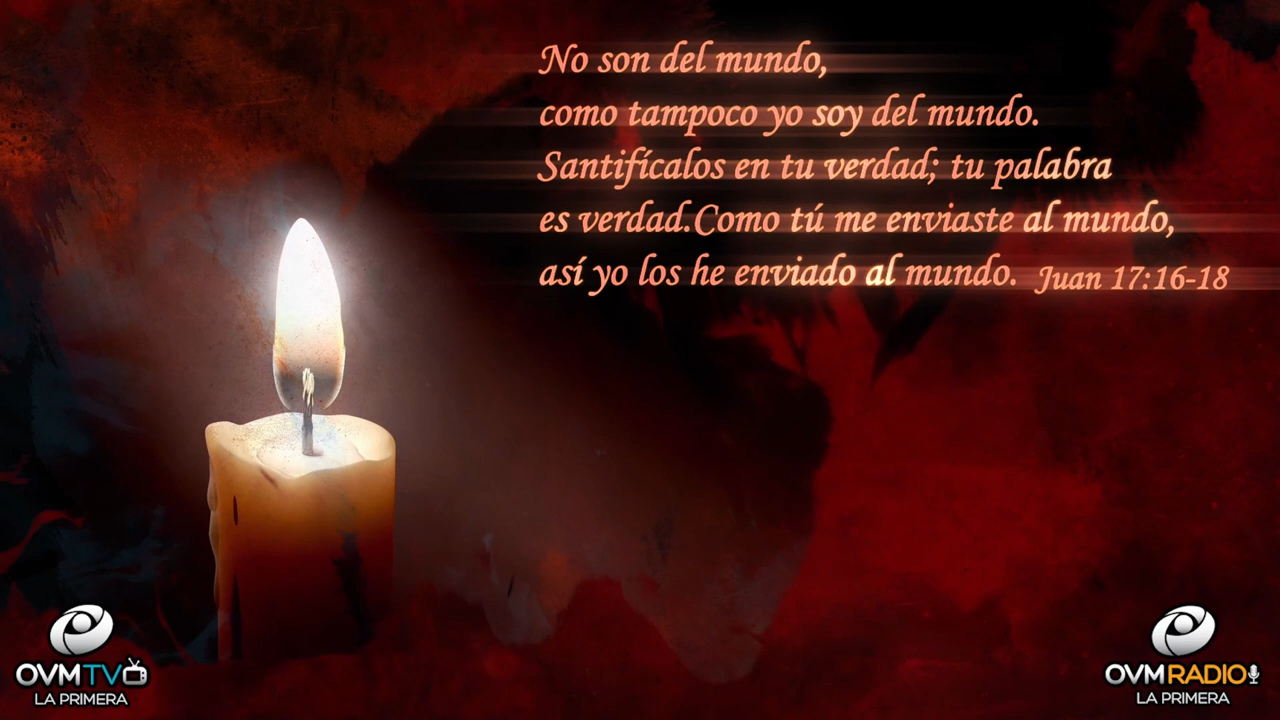 No son del mundo,
como tampoco yo soy del mundo.
Santifícalos en tu verdad; tu palabra
es verdad.Como tú me enviaste al mundo,
así yo los he enviado al mundo. Juan 17:16-18
OVMTV
LA PRIMERA
OVMRADIO
LA PRIMERA